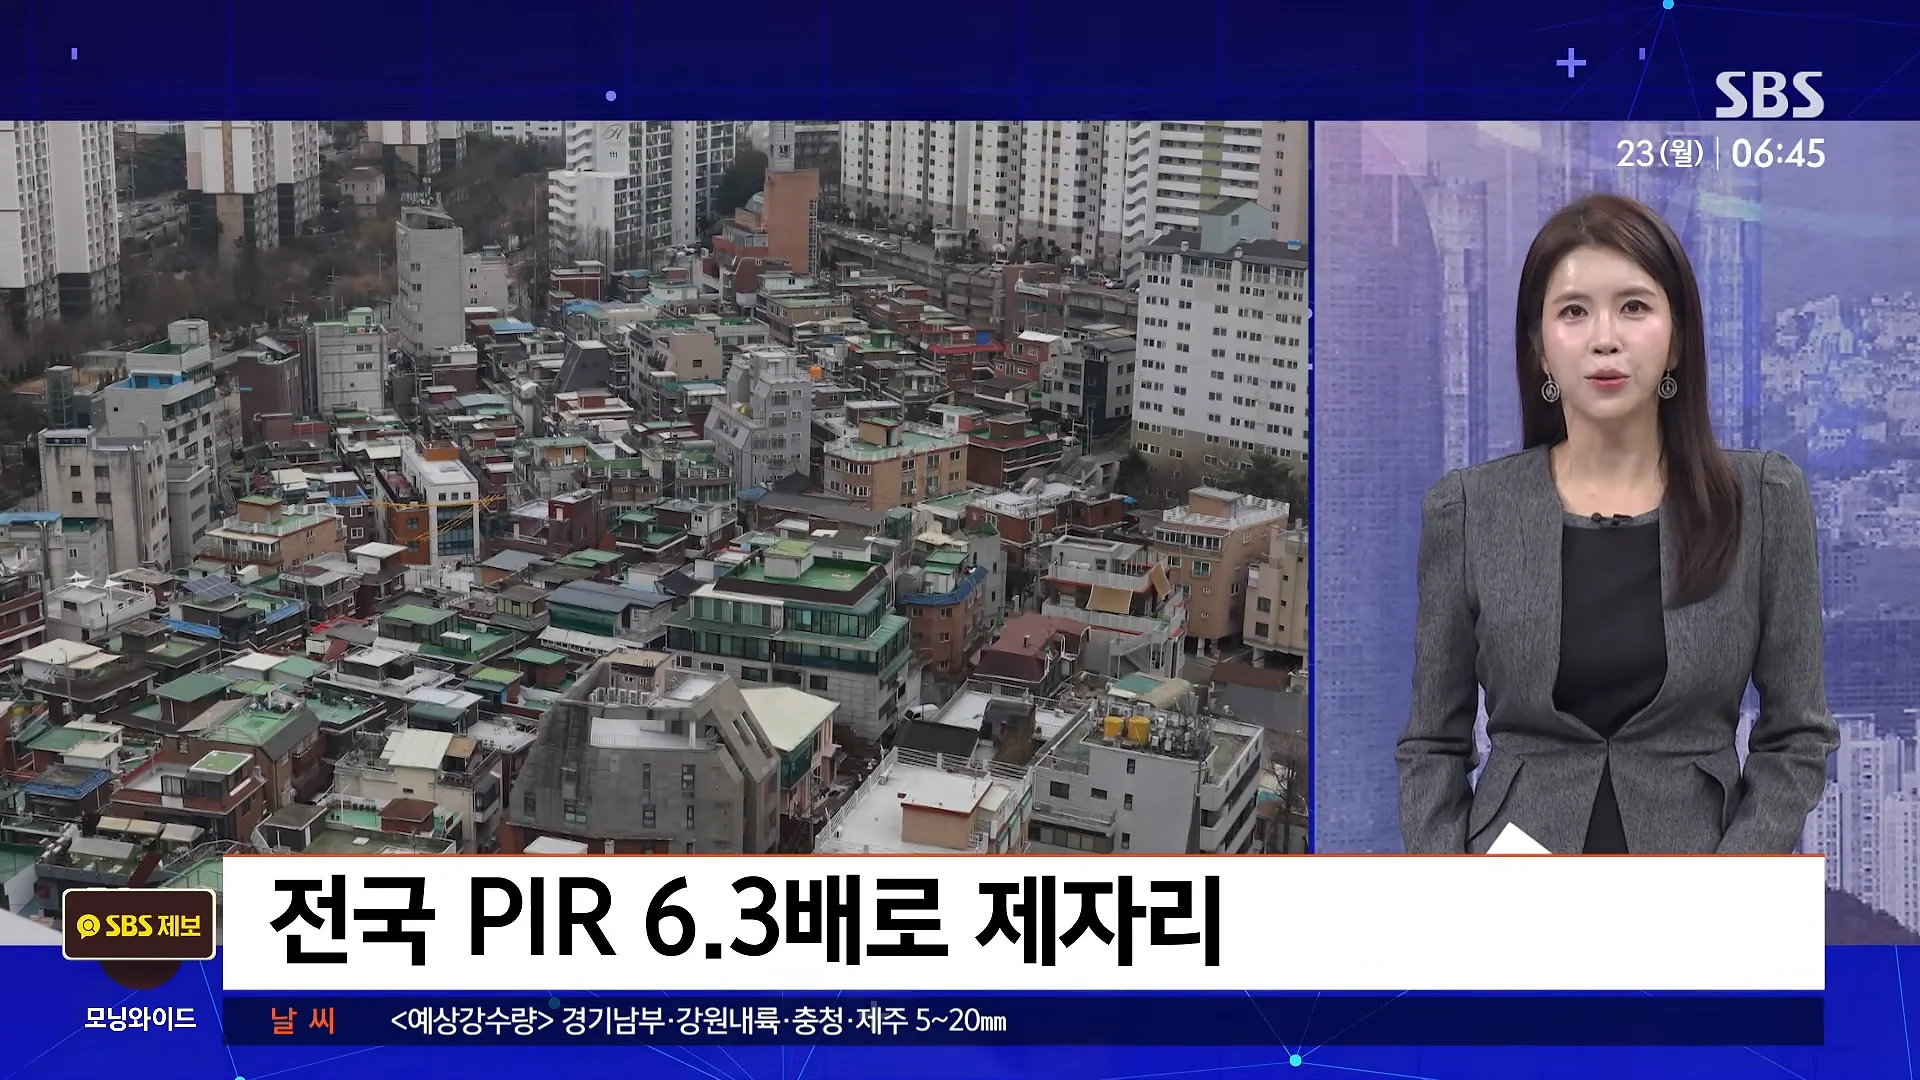 SBS
23(월) | 06:45
전국 PIR 6.3배로 제자리
SBS 제보
모닝와이드
날씨 <예상강수량> 경기남부·강원내륙·충청·제주 5~20㎜